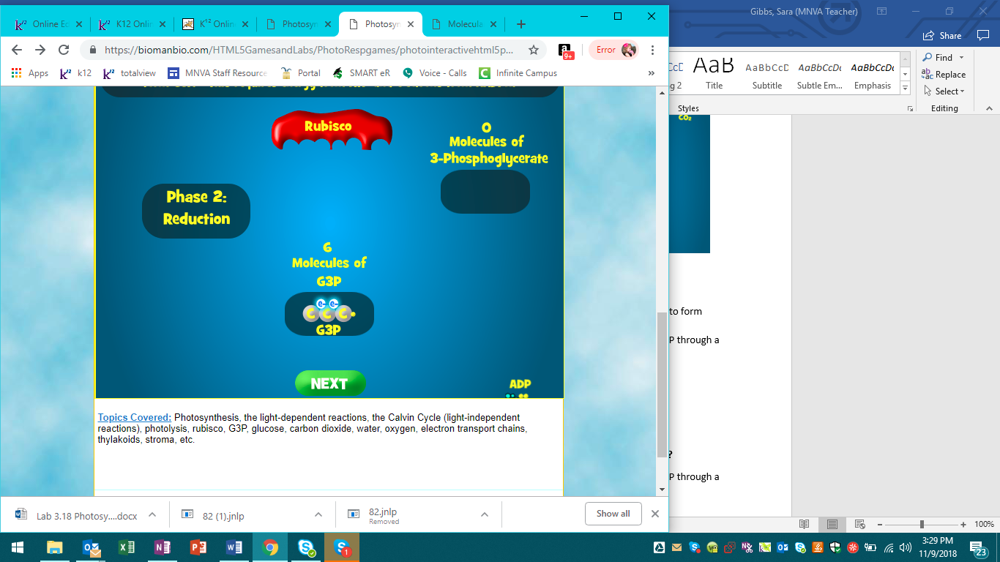 Gibbs, Sara (MNVA Teacher)
Online Ed
K12 Onlin
K¹² Onlin
Photosyn
Photosyn
Molecula
https://biomanbio.com/HTML5GamesandLabs/PhotoRespgames/photointeractivehtml5p...
9+
Error
Apps
k12
totalview
MNVA Staff Resource
Portal
SMART eR
Voice - Calls
Infinite Campus
»
Share
CcD
AaB
AaBbCcD
AaBbCcDc
AaBbCcDc
g 2
Title
Subtitle
Subtle Em...
Emphasis
Styles
Find
Replace
Select
Editing
Rubisco
0
Molecules of
3-Phosphoglycerate
Phase 2:
Reduction
6
Molecules of
G3P
e- e-
C C C
G3P
NEXT
ADP
CO₂
to form
P through a
?
P through a
Topics Covered: Photosynthesis, the light-dependent reactions, the Calvin Cycle (light-independent
reactions), photolysis, rubisco, G3P, glucose, carbon dioxide, water, oxygen, electron transport chains,
thylakoids, stroma, etc.
Lab 3.18 Photosy....docx
82 (1).jnlp
82.jnlp
Removed
Show all
100%
3:29 PM
11/9/2018
23